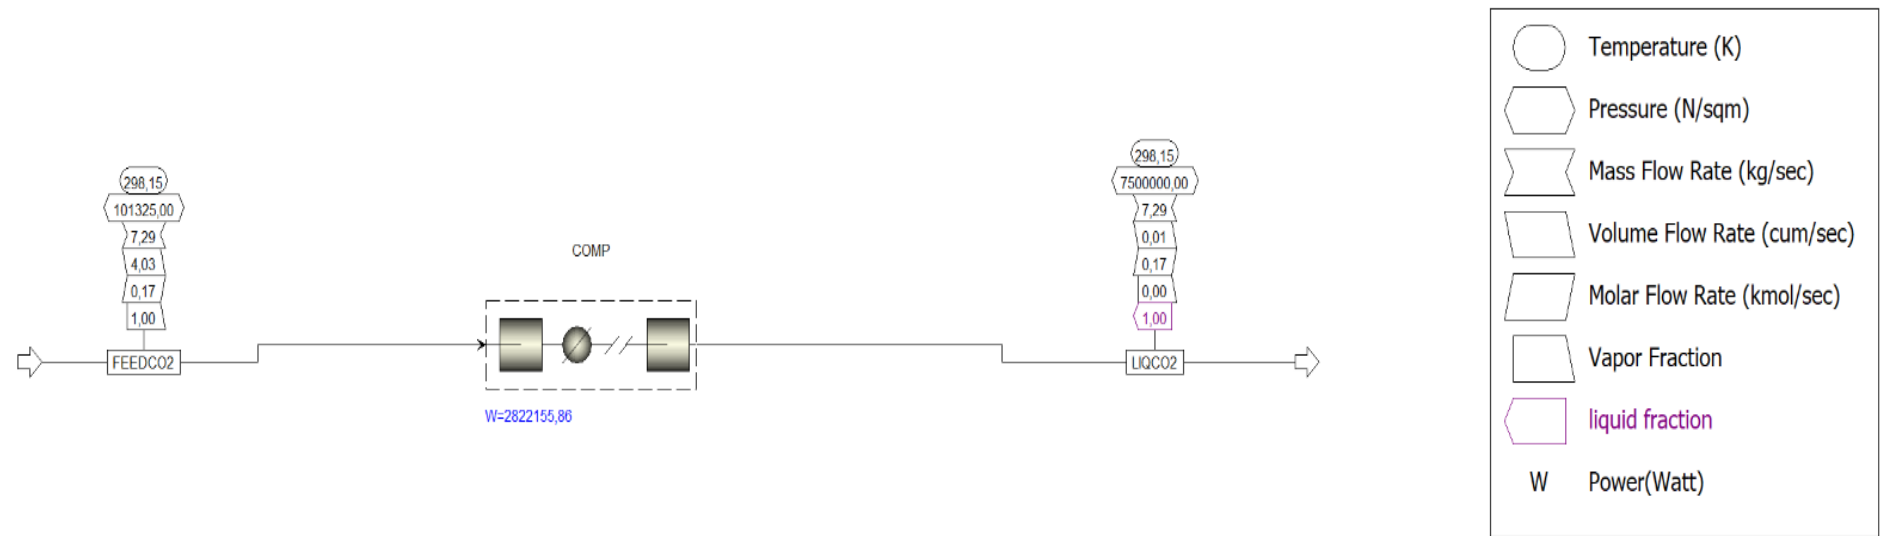 298,15
101325,00
7,29
4,03
0,17
1,00
FEEDCO2
COMP
W=2822155,86
298,15
7500000,00
7,29
0,01
0,17
0,00
1,00
LIQCO2
Temperature (K)
Pressure (N/sqm)
Mass Flow Rate (kg/sec)
Volume Flow Rate (cum/sec)
Molar Flow Rate (kmol/sec)
Vapor Fraction
liquid fraction
W Power(Watt)